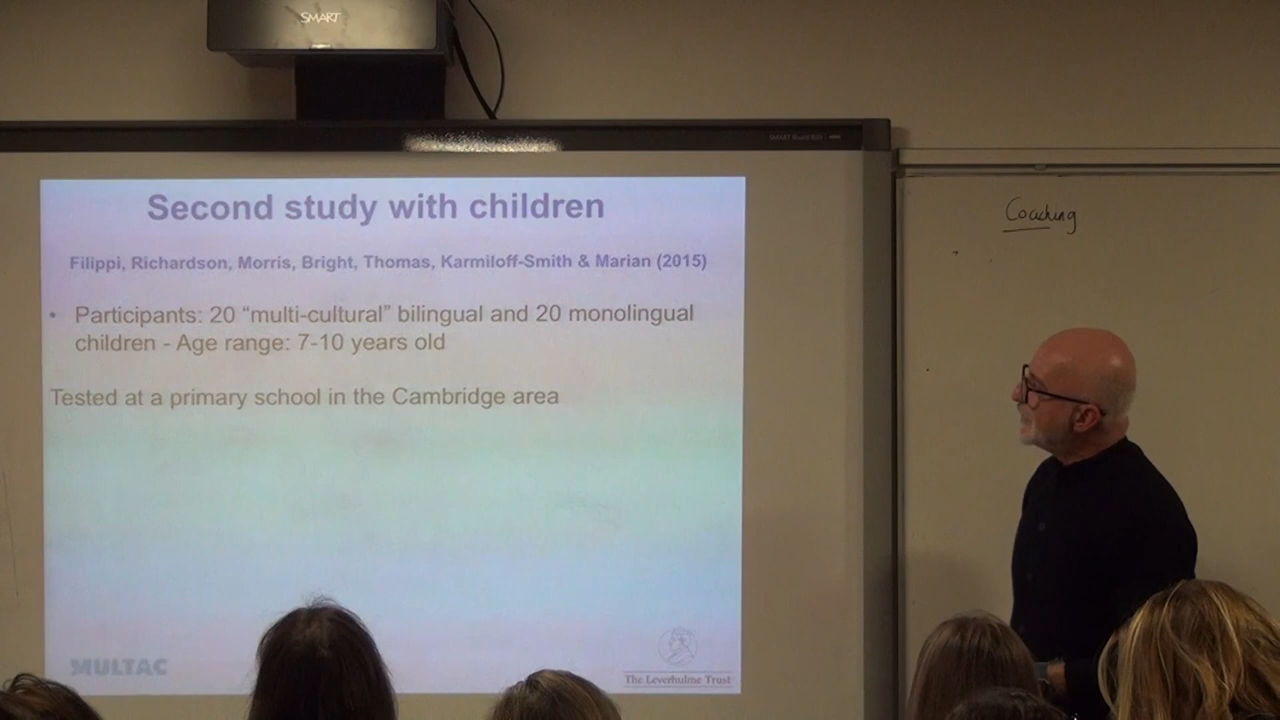 SMART
SMART Board
Second study with children
Filippi, Richardson, Morris, Bright, Thomas, Karmiloff-Smith & Marian (2015)
• Participants: 20 “multi-cultural” bilingual and 20 monolingual
children - Age range: 7-10 years old
Tested at a primary school in the Cambridge area
MULTAC
The Leverhulme Trust
Coaching